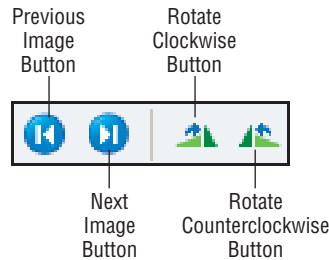 Previous
Image
Button
Rotate
Clockwise
Button
Next
Image
Button
Rotate
Counterclockwise
Button